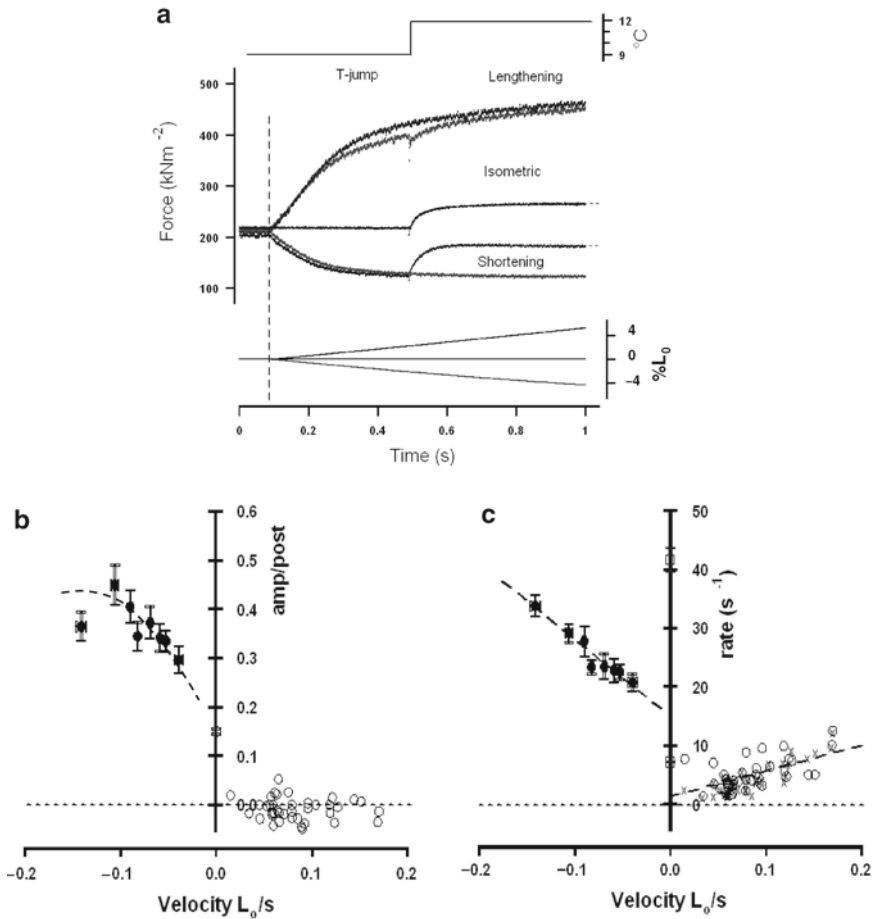 a
12
°C
9
T-jump
Lengthening
500
400
300
200
100
Force (kNm⁻²)
Isometric
Shortening
4
0
−4
%L₀
0
0.2
0.4
0.6
0.8
1
Time (s)
b
0.6
0.5
0.4
0.3
0.2
0.1
0.0
amp/post
−0.2
−0.1
0.0
0.1
0.2
Velocity Lₒ/s
c
50
40
30
20
10
0
rate (s⁻¹)
−0.2
−0.1
0.0
0.1
0.2
Velocity Lₒ/s